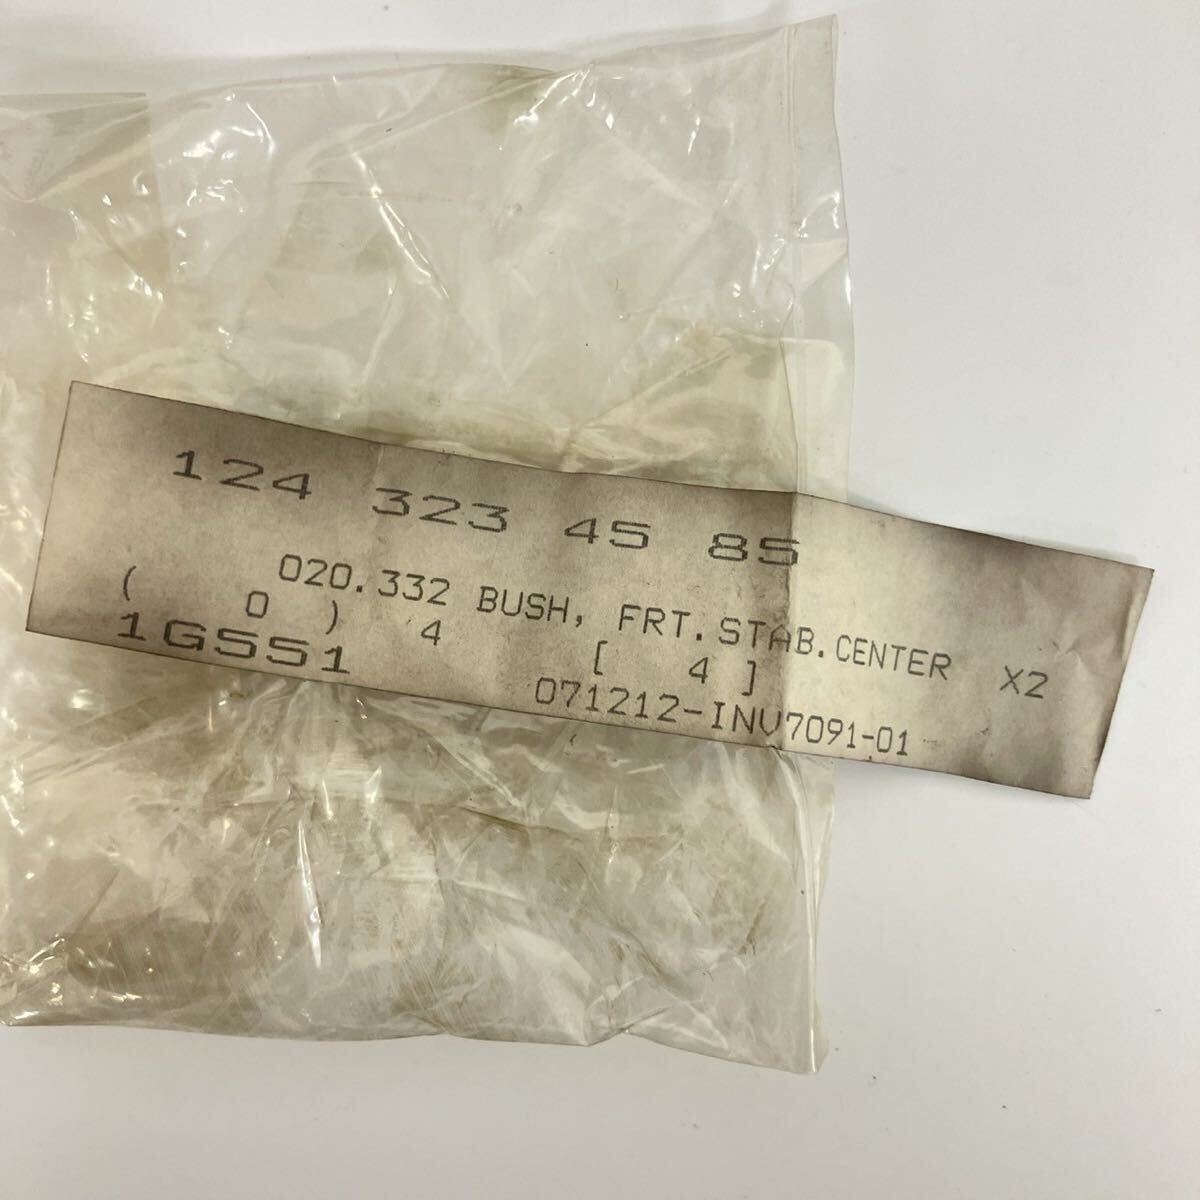 124 323 45 85
020.332 BUSH, FRT.STAB.CENTER X2
( 0 ) 4 [ 4 ]
1G551 071212-INV7091-01